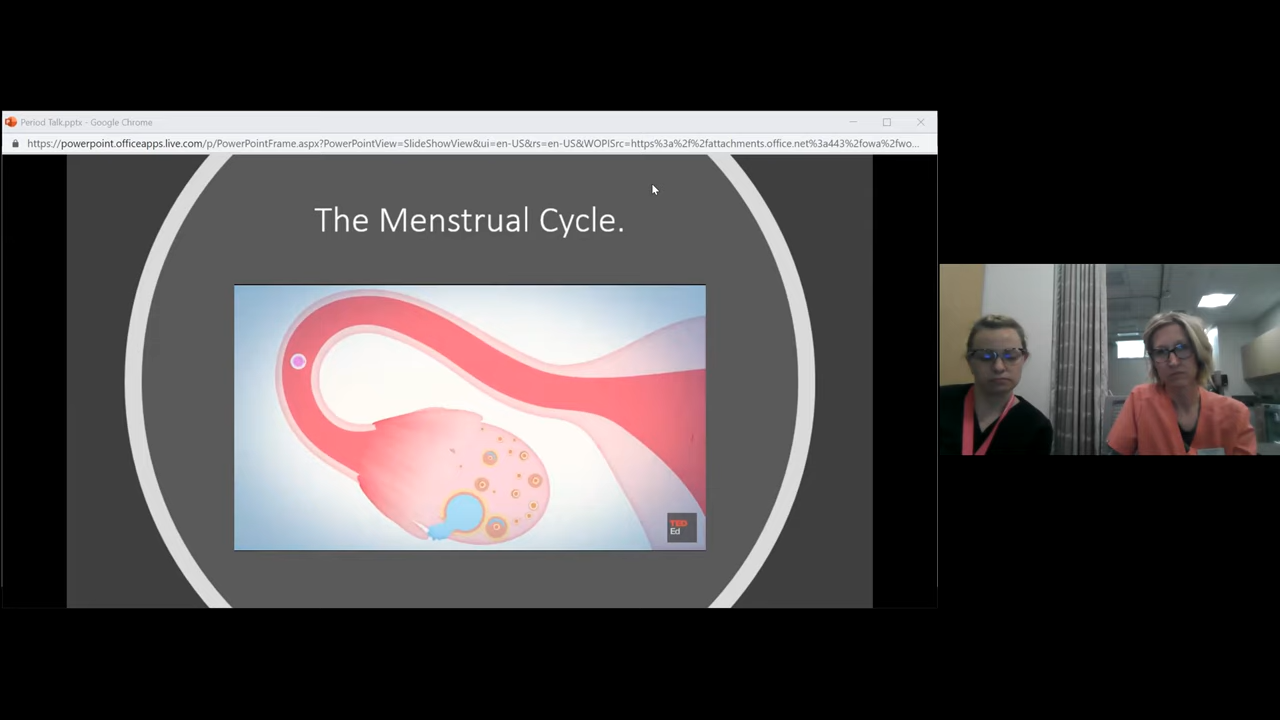 Period Talk.pptx - Google Chrome
https://powerpoint.officeapps.live.com/p/PowerPointFrame.aspx?PowerPointView=SlideShowView&ui=en-US&rs=en-US&WOPISrc=https%3a%2f%2fattachments.office.net%3a443%2fowa%2fwo...
The Menstrual Cycle.
TED
Ed